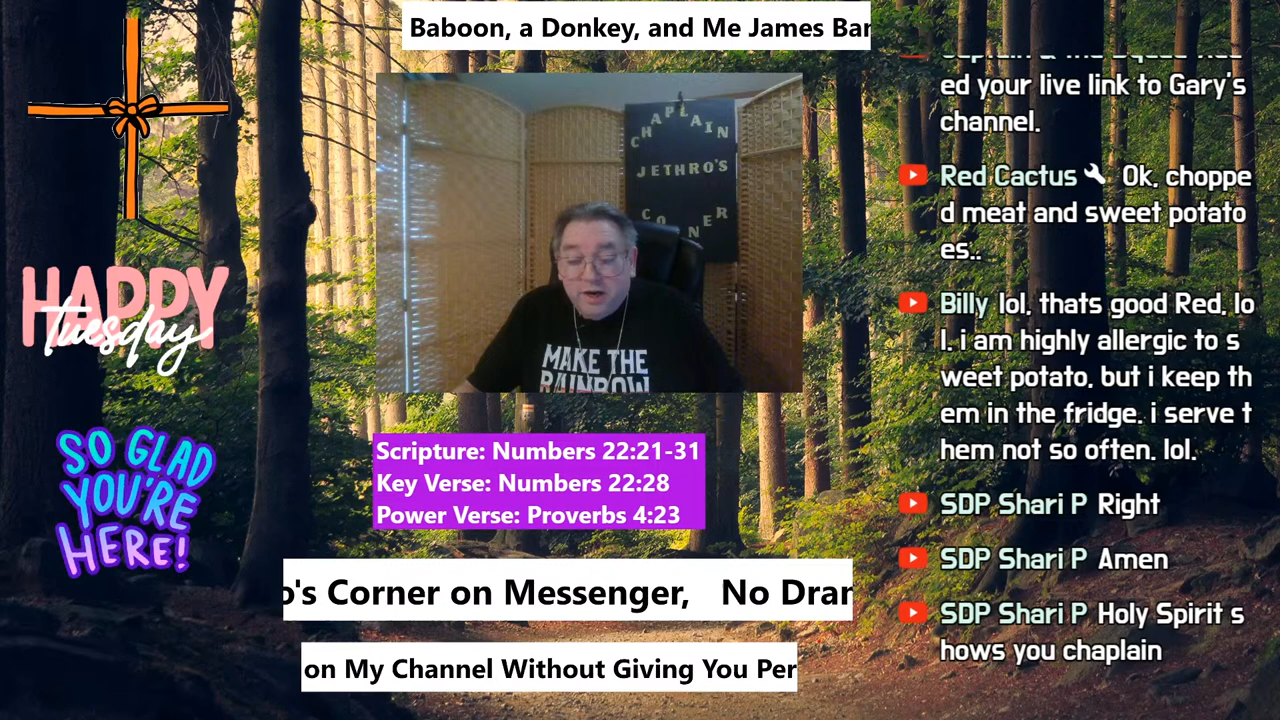 Baboon, a Donkey, and Me James Bar
CHAPLAIN
JETHRO'S
CORNER
MAKE THE
RAINBOW
HAPPY
Tuesday
SO GLAD
YOU'RE
HERE!
Scripture: Numbers 22:21-31
Key Verse: Numbers 22:28
Power Verse: Proverbs 4:23
o's Corner on Messenger, No Dram
on My Channel Without Giving You Per
ed your live link to Gary's
channel.
Red Cactus Ok, choppe
d meat and sweet potato
es..
Billy lol, thats good Red, lo
l. i am highly allergic to s
weet potato, but i keep th
em in the fridge. i serve t
hem not so often. lol.
SDP Shari P Right
SDP Shari P Amen
SDP Shari P Holy Spirit s
hows you chaplain